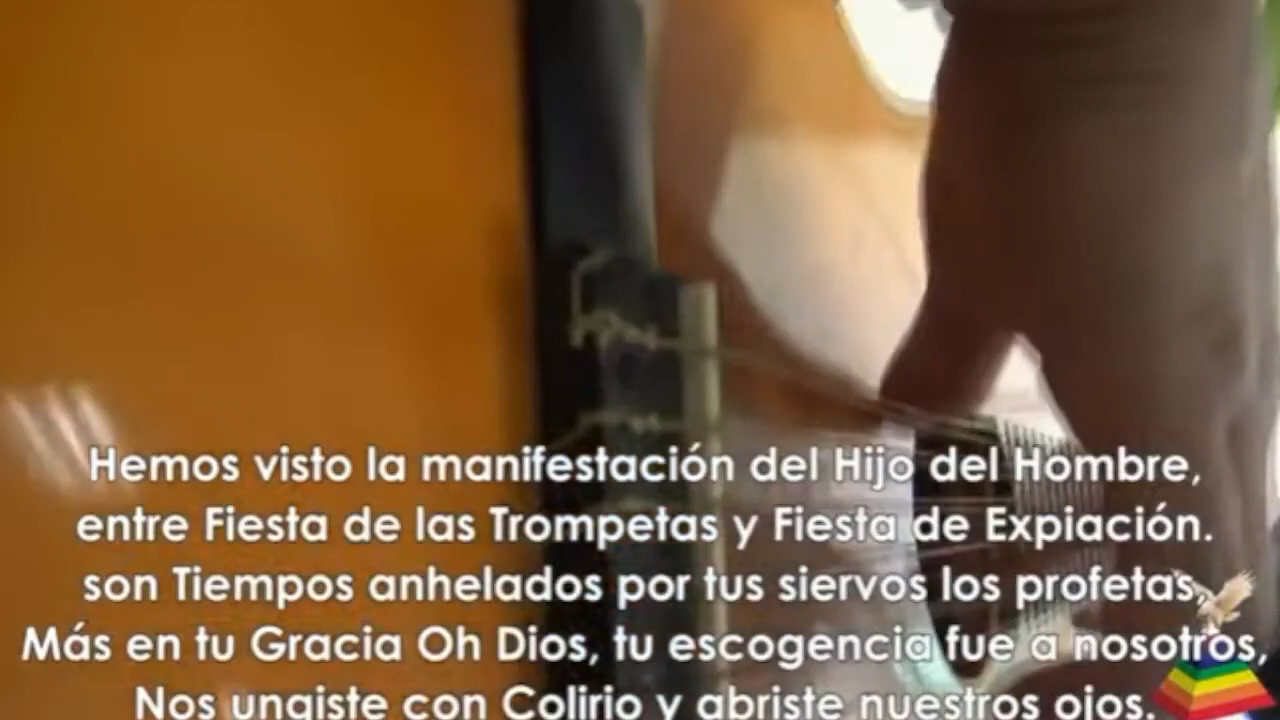 Hemos visto la manifestación del Hijo del Hombre,
entre Fiesta de las Trompetas y Fiesta de Expiación.
son Tiempos anhelados por tus siervos los profetas,
Más en tu Gracia Oh Dios, tu escogencia fue a nosotros,
Nos ungiste con Colirio y abriste nuestros ojos.